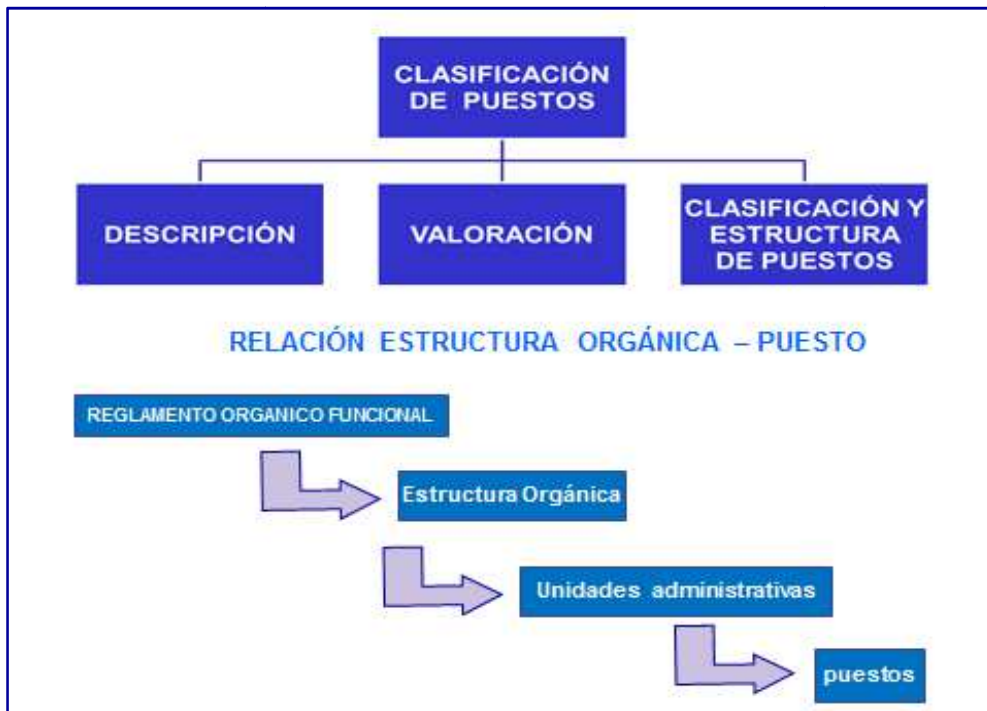 CLASIFICACIÓN
DE PUESTOS
DESCRIPCIÓN
VALORACIÓN
CLASIFICACIÓN Y
ESTRUCTURA
DE PUESTOS
RELACIÓN ESTRUCTURA ORGÁNICA – PUESTO
REGLAMENTO ORGANICO FUNCIONAL
Estructura Orgánica
Unidades administrativas
puestos